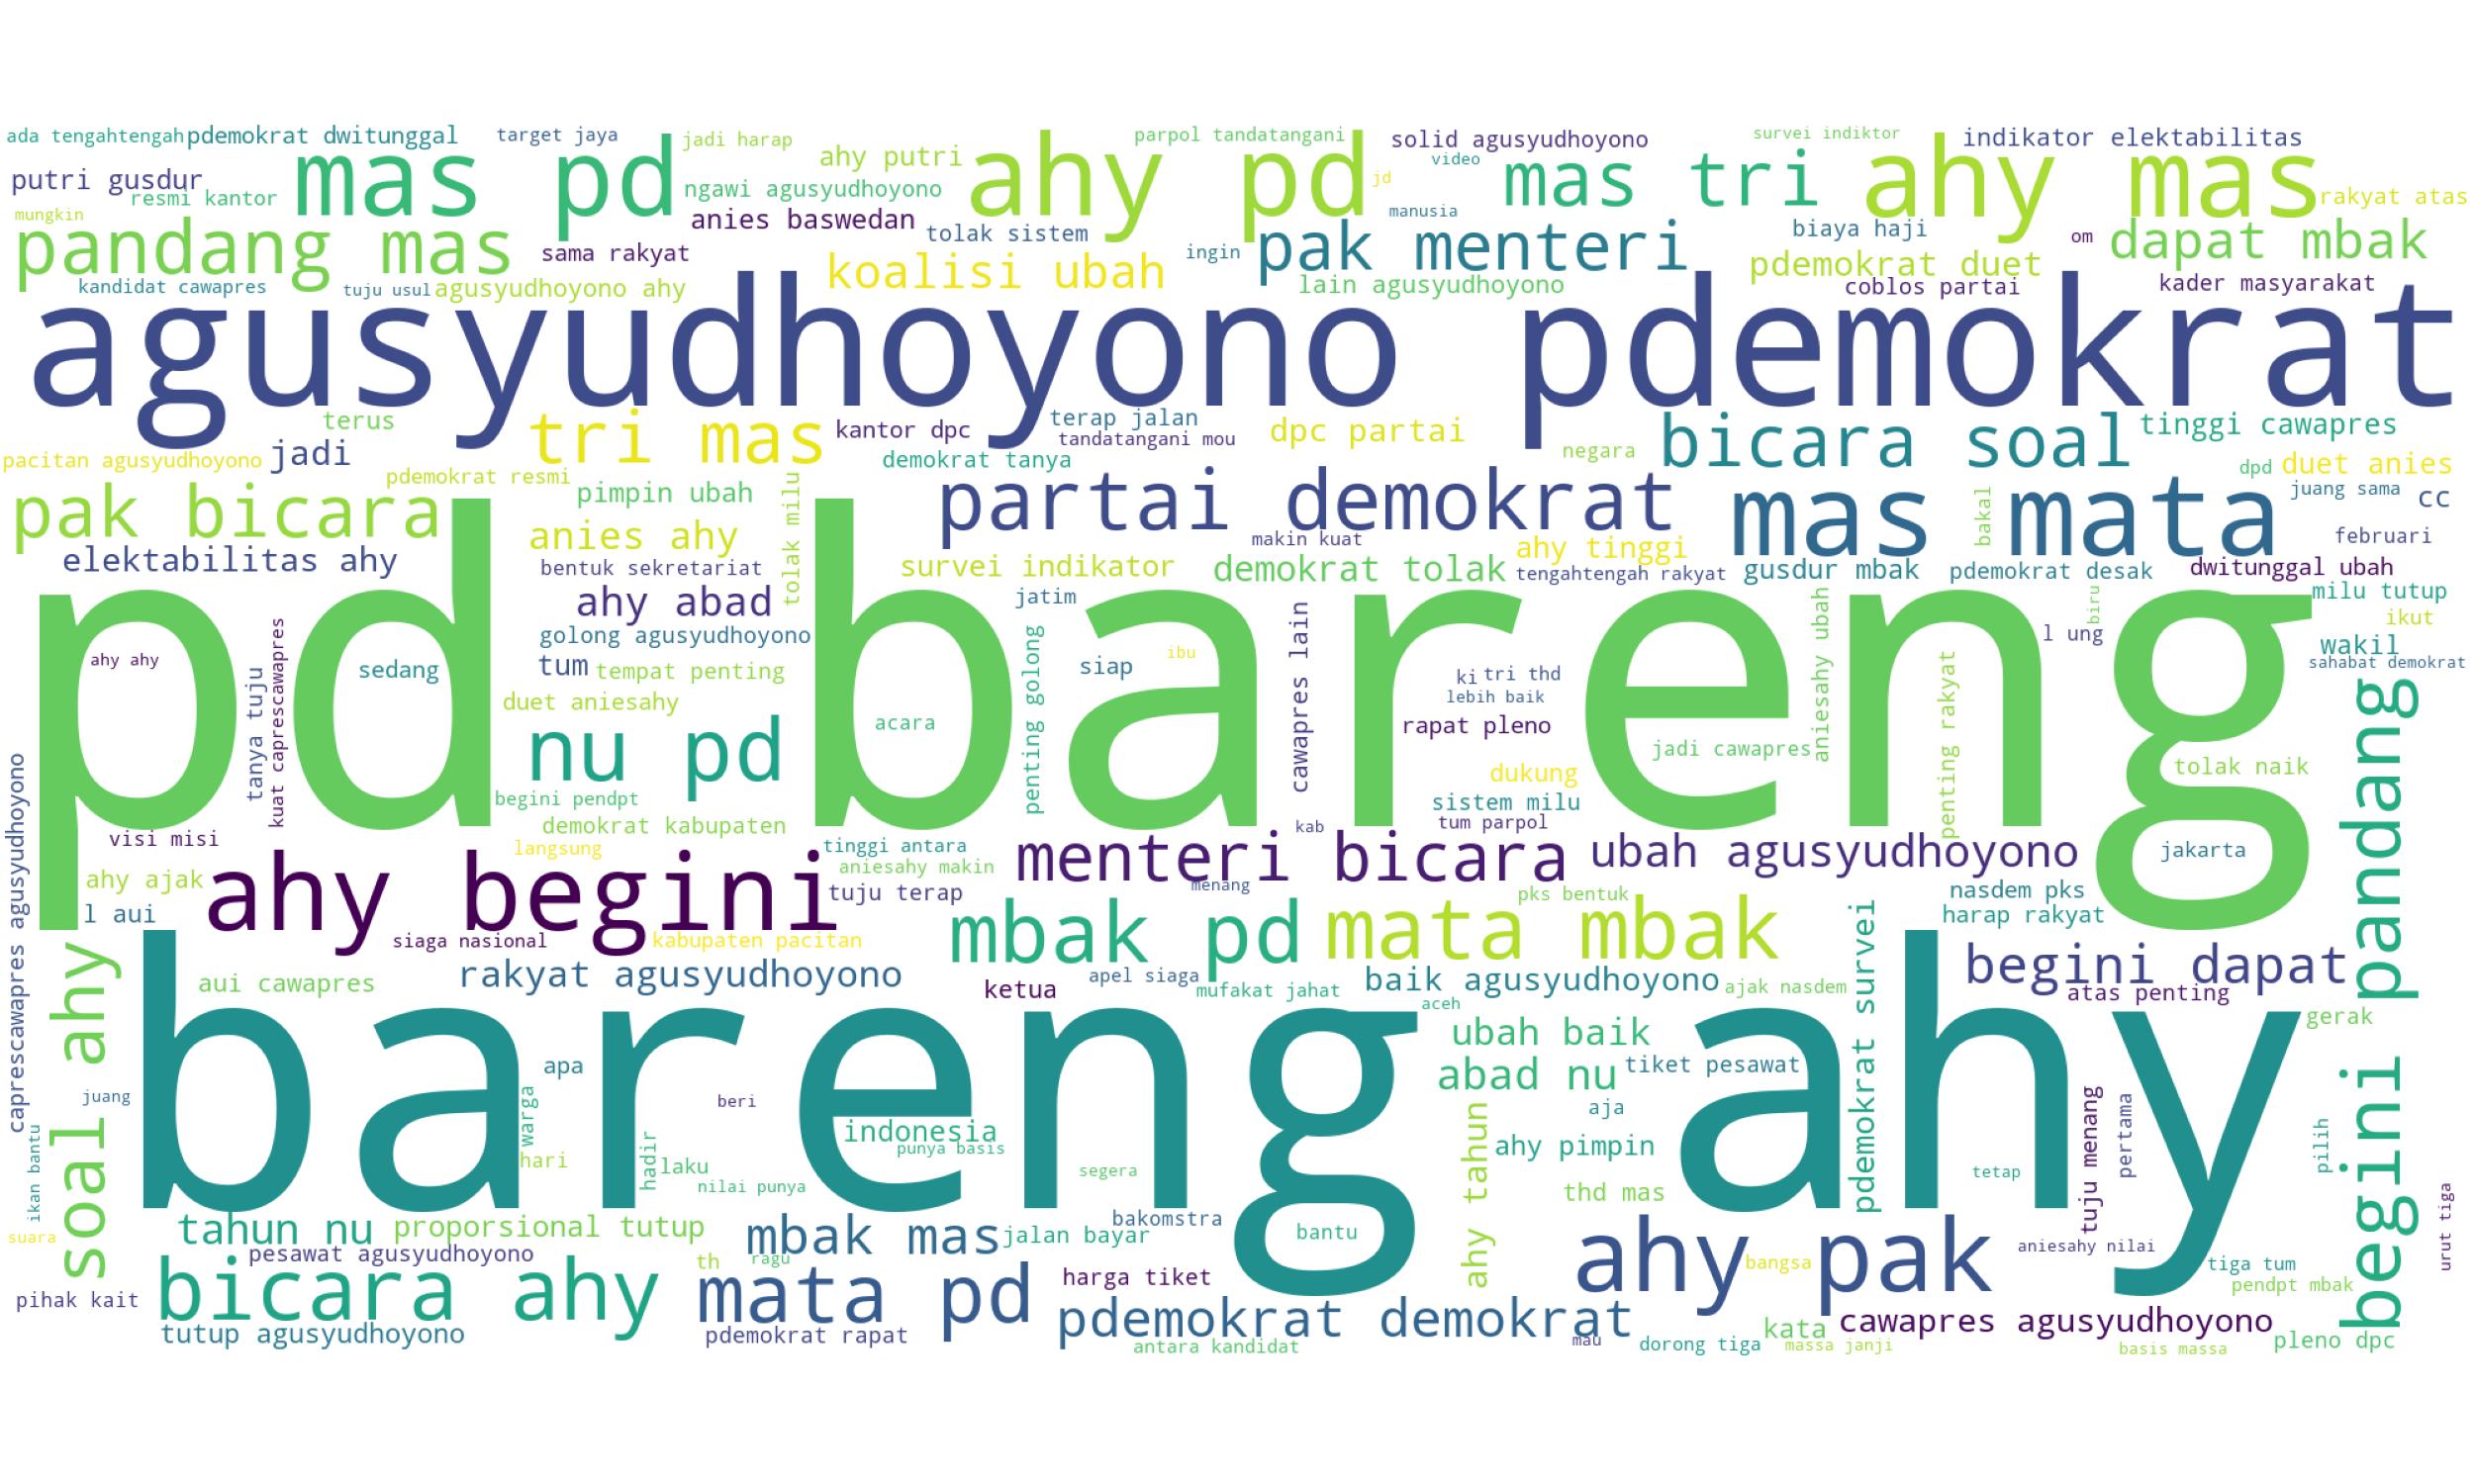 ada tengahtengah
pdemokrat dwitunggal
target jaya
jadi harap
parpol tandatangani
solid agusyudhoyono
survei indiktor
indikator elektabilitas
putri gusdur
mas pd
ahy putri
ahy pd
video
mas tri
ahy mas
resmi kantor
ngawi agusyudhoyono
jd
rakyat atas
mungkin
anies baswedan
manusia
pandang mas
sama rakyat
tolak sistem
ingin
pak menteri
biaya haji
om
dapat mbak
kandidat cawapres
tuju usul
agusyudhoyono ahy
koalisi ubah
lain agusyudhoyono
pdemokrat duet
coblos partai
kader masyarakat
agusyudhoyono pdemokrat
terus
tri mas
kantor dpc
terap jalan
tandatangani mou
dpc partai
bicara soal
tinggi cawapres
pacitan agusyudhoyono
jadi
demokrat tanya
negara
dpd
duet anies
pdemokrat resmi
pak bicara
pimpin ubah
tolak milu
partai demokrat
mas mata
bakal
juang sama
cc
elektabilitas ahy
anies ahy
makin kuat
ahy tinggi
februari
bentuk sekretariat
survei indikator
demokrat tolak
tengahtengah rakyat
gusdur mbak
pdemokrat desak
dwitunggal ubah
pd bareng
ahy abad
jatim
milu tutup
biru
ikut
golong agusyudhoyono
l ung
wakil
ahy ahy
sedang
tum
tempat penting
siap
ibu
ki
tri thd
sahabat demokrat
tanya tuju
kuat caprescawapres
duet aniesahy
penting golong
cawapres lain
lebih baik
aniesahy ubah
penting rakyat
nu pd
acara
rapat pleno
jadi cawapres
tolak naik
begini pandang
begini pendpt
dukung
sistem milu
demokrat kabupaten
kab
tum parpol
visi misi
langsung
tinggi antara
menteri bicara
ubah agusyudhoyono
jakarta
ahy ajak
ahy begini
aniesahy makin
tuju terap
menang
pks bentuk
nasdem pks
l aui
mbak pd
mata mbak
harap rakyat
siaga nasional
kabupaten pacitan
caprescawapres agusyudhoyono
soal ahy
bareng ahy
aui cawapres
rakyat agusyudhoyono
ketua
apel siaga
mufakat jahat
baik agusyudhoyono
ajak nasdem
pdemokrat survei
begini dapat
atas penting
aceh
gerak
ubah baik
apa
abad nu
tiket pesawat
juang
warga
beri
aja
tuju menang
pertama
indonesia
punya basis
ahy tahun
ahy pimpin
pilih
ikan bantu
hari
hadir
laku
nilai punya
segera
tetap
thd mas
urut tiga
suara
tahun nu
proporsional tutup
mbak mas
jalan bayar
bakomstra
bantu
ahy pak
aniesahy nilai
pesawat agusyudhoyono
th
ragu
bangsa
tiga tum
pihak kait
bicara ahy
mata pd
harga tiket
pendpt mbak
tutup agusyudhoyono
pdemokrat rapat
pdemokrat demokrat
antara kandidat
mau
dorong tiga
kata
massa janji
cawapres agusyudhoyono
basis massa
pleno dpc